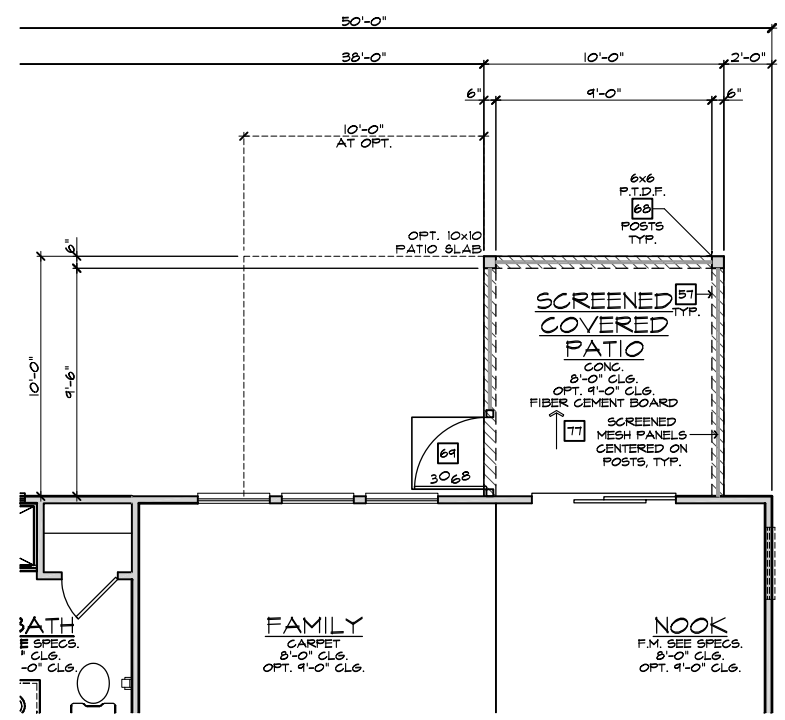 50'-0"
38'-0"
10'-0"
2'-0"
6"
9'-0"
6"
10'-0"
AT OPT.
6x6
P.T.D.F.
68
POSTS
TYP.
OPT. 10x10
PATIO SLAB
6"
10'-0"
9'-6"
SCREENED
57
TYP.
COVERED
PATIO
CONC.
8'-0" CLG.
OPT. 9'-0" CLG.
FIBER CEMENT BOARD
77
SCREENED
MESH PANELS
CENTERED ON
POSTS, TYP.
69
3068
BATH
E SPECS.
" CLG.
-0" CLG.
FAMILY
CARPET
8'-0" CLG.
OPT. 9'-0" CLG.
NOOK
F.M. SEE SPECS.
8'-0" CLG.
OPT. 9'-0" CLG.